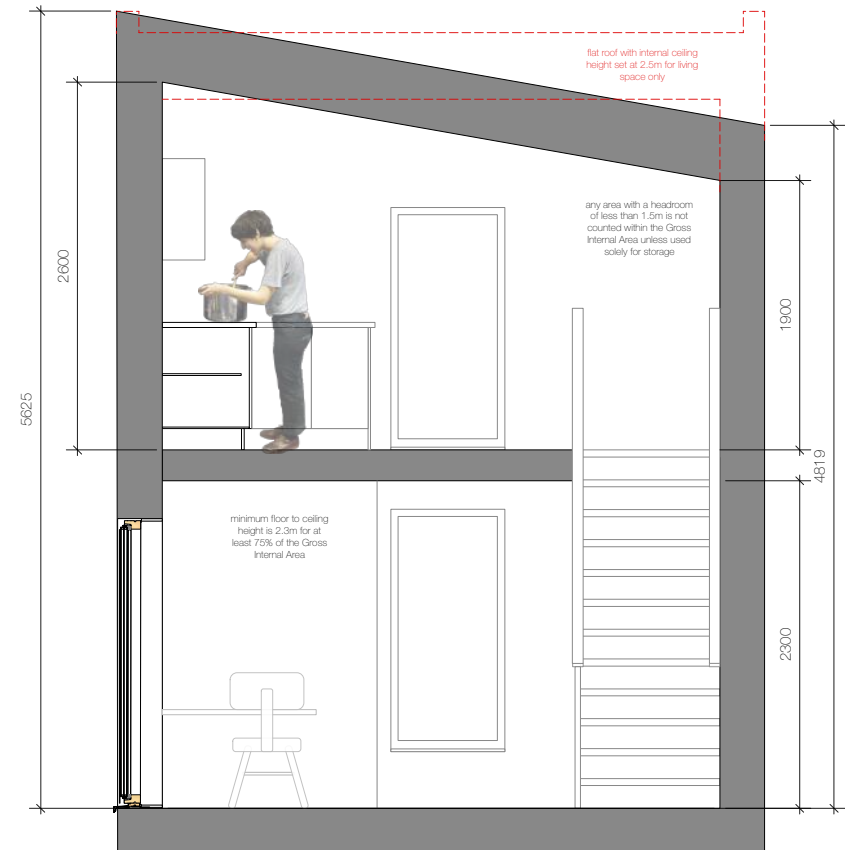 flat roof with internal ceiling
height set at 2.5m for living
space only
any area with a headroom
of less than 1.5m is not
counted within the Gross
Internal Area unless used
solely for storage
2600
1900
5625
4819
minimum floor to ceiling
height is 2.3m for at
least 75% of the Gross
Internal Area
2300